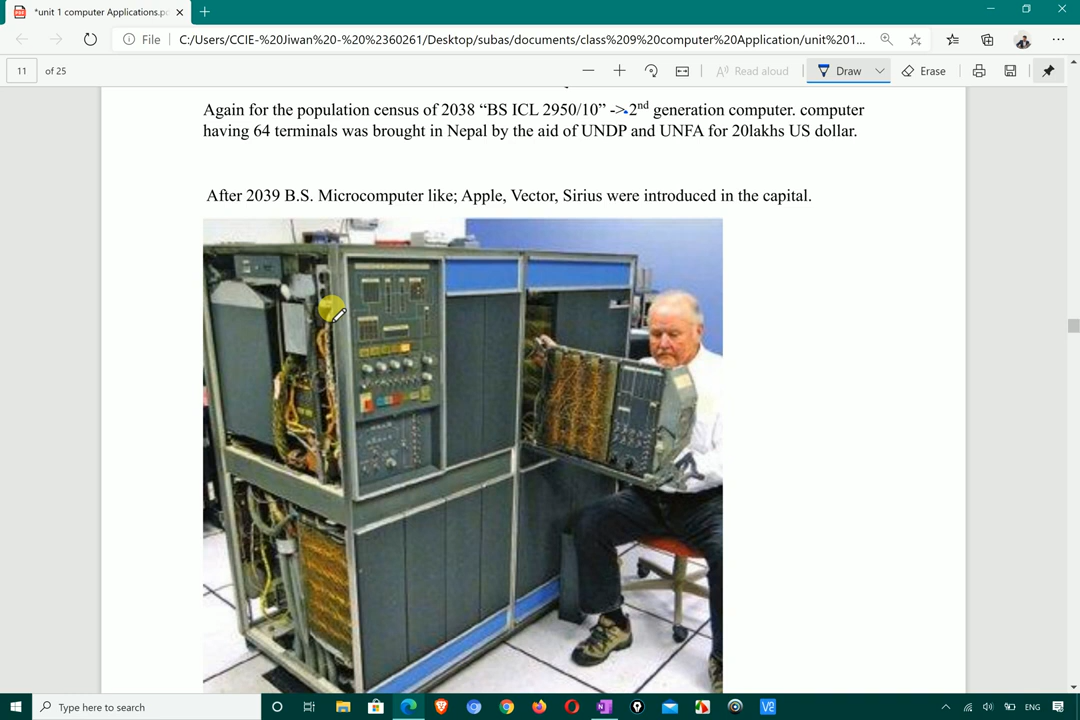 *unit 1 computer Applications.pd
File
C:/Users/CCIE-%20Jiwan%20-%20%2360261/Desktop/subas/documents/class%209%20computer%20Application/unit%201...
11
of 25
Read aloud
Draw
Erase
Again for the population census of 2038 “BS ICL 2950/10” -> 2nd generation computer. computer
having 64 terminals was brought in Nepal by the aid of UNDP and UNFA for 20lakhs US dollar.
After 2039 B.S. Microcomputer like; Apple, Vector, Sirius were introduced in the capital.
Type here to search
ENG